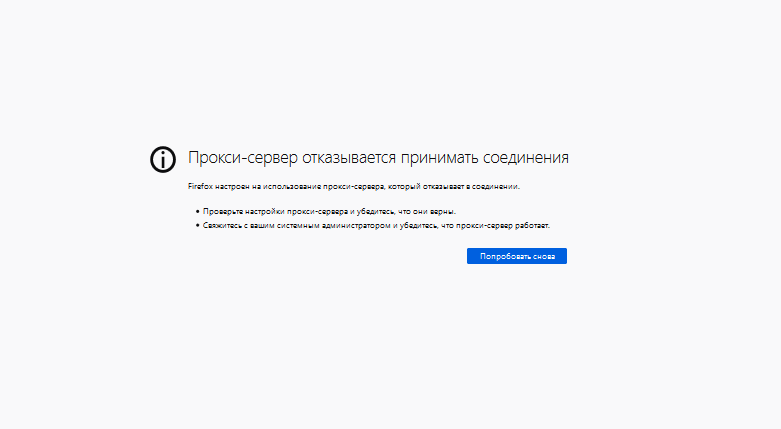 Прокси-сервер отказывается принимать соединения
Firefox настроен на использование прокси-сервера, который отказывает в соединении.
• Проверьте настройки прокси-сервера и убедитесь, что они верны.
• Свяжитесь с вашим системным администратором и убедитесь, что прокси-сервер работает.
Попробовать снова